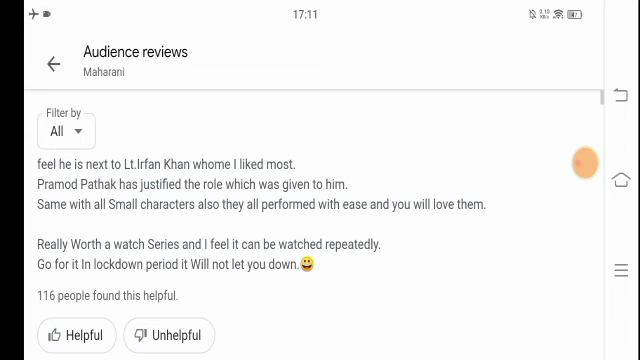 17:11
0.10
KB/s
Audience reviews
Maharani
Filter by
All
feel he is next to Lt.Irfan Khan whome I liked most.
Pramod Pathak has justified the role which was given to him.
Same with all Small characters also they all performed with ease and you will love them.
Really Worth a watch Series and I feel it can be watched repeatedly.
Go for it In lockdown period it Will not let you down.😀
116 people found this helpful.
Helpful
Unhelpful